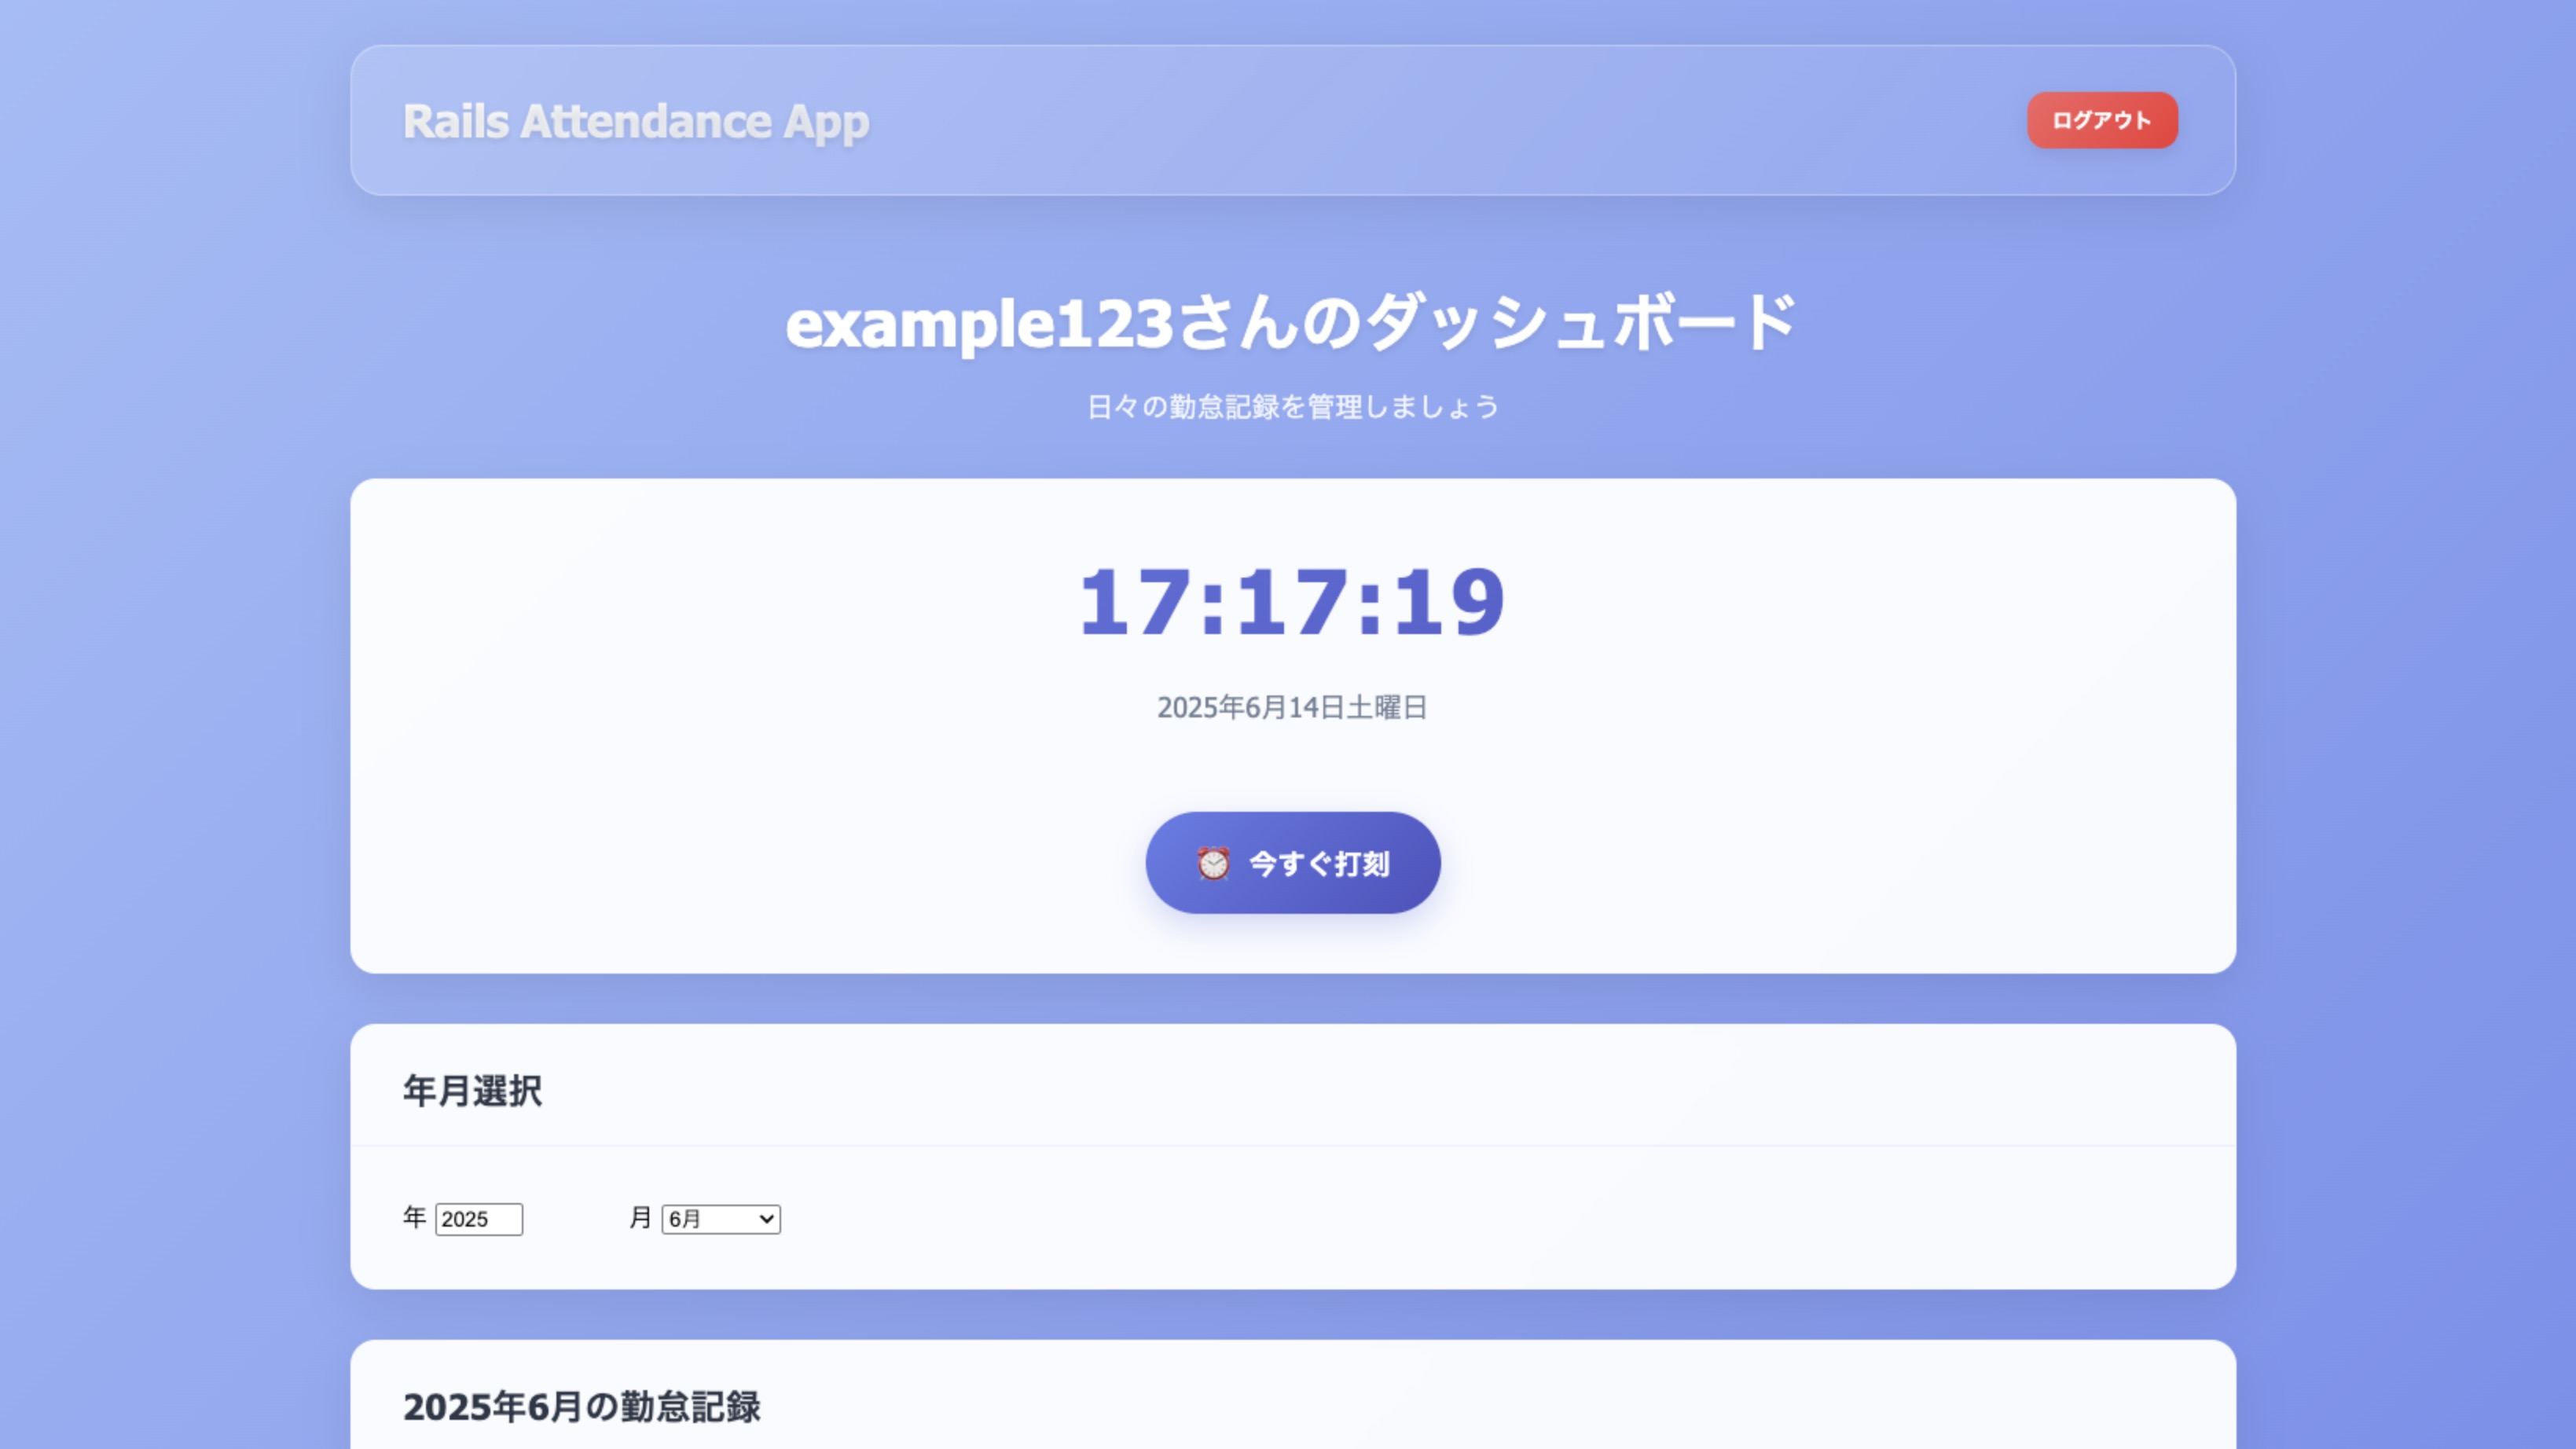 Rails Attendance App
ログアウト
example123さんのダッシュボード
日々の勤怠記録を管理しましょう
17:17:19
2025年6月14日土曜日
⏰ 今すぐ打刻
年月選択
年 2025 月 6月
2025年6月の勤怠記録